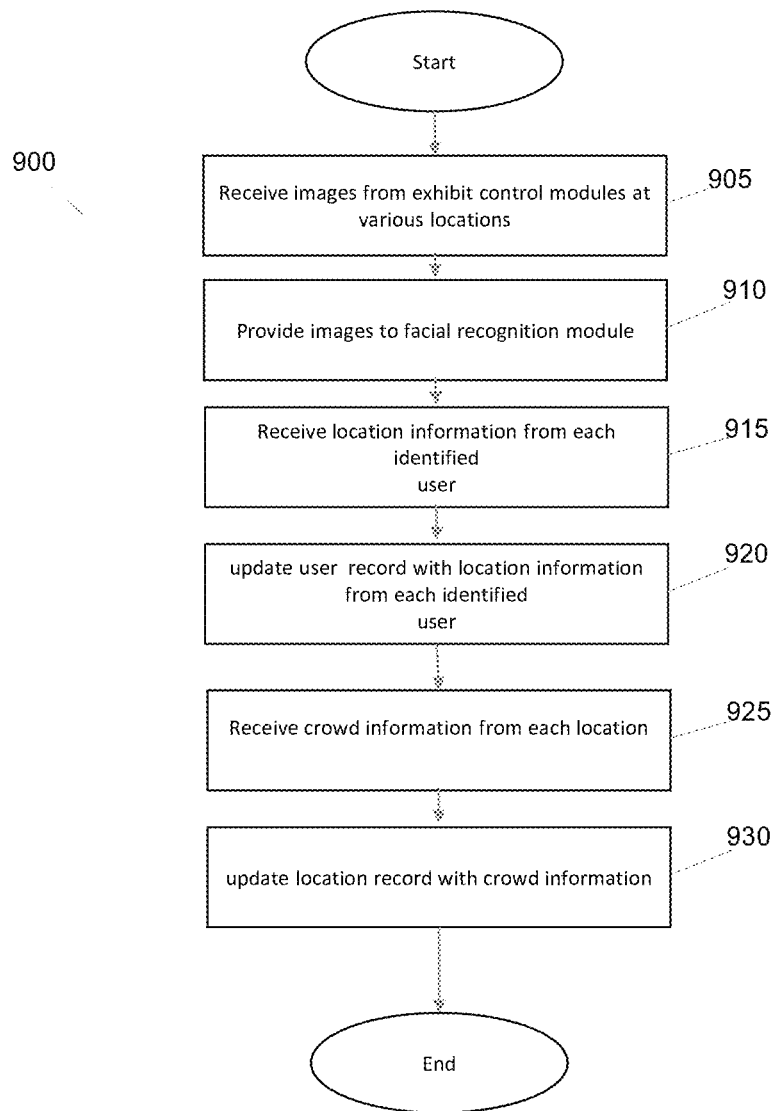 Start
900
Receive images from exhibit control modules at
various locations
905
Provide images to facial recognition module
910
Receive location information from each
identified
user
915
update user record with location information
from each identified
user
920
Receive crowd information from each location
925
update location record with crowd information
930
End